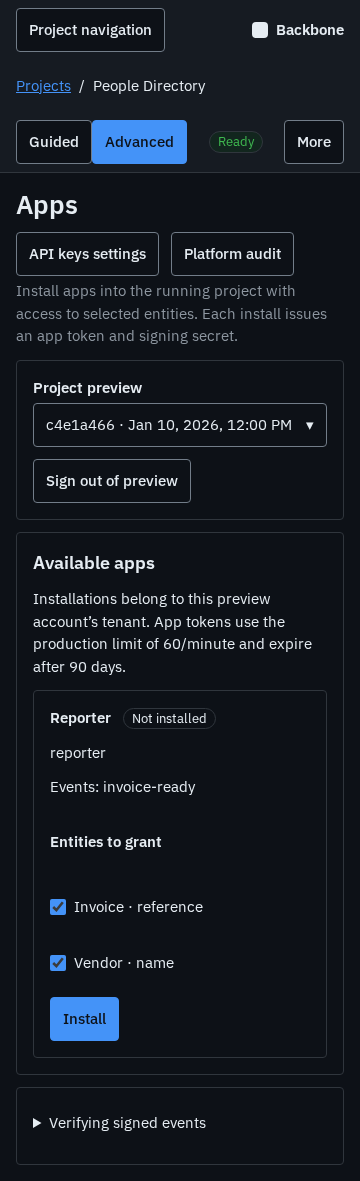 Project navigation
Backbone
Projects / People Directory
Guided
Advanced
Ready
More
Apps
API keys settings
Platform audit
Install apps into the running project with
access to selected entities. Each install issues
an app token and signing secret.
Project preview
c4e1a466 · Jan 10, 2026, 12:00 PM ▾
Sign out of preview
Available apps
Installations belong to this preview
account’s tenant. App tokens use the
production limit of 60/minute and expire
after 90 days.
Reporter
Not installed
reporter
Events: invoice-ready
Entities to grant
Invoice · reference
Vendor · name
Install
Verifying signed events